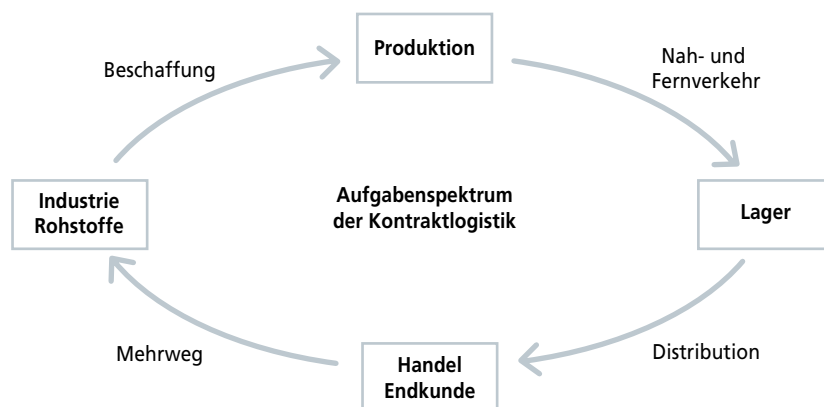 Produktion
Beschaffung
Nah- und
Fernverkehr
Industrie
Rohstoffe
Aufgabenspektrum
der Kontraktlogistik
Lager
Mehrweg
Handel
Endkunde
Distribution